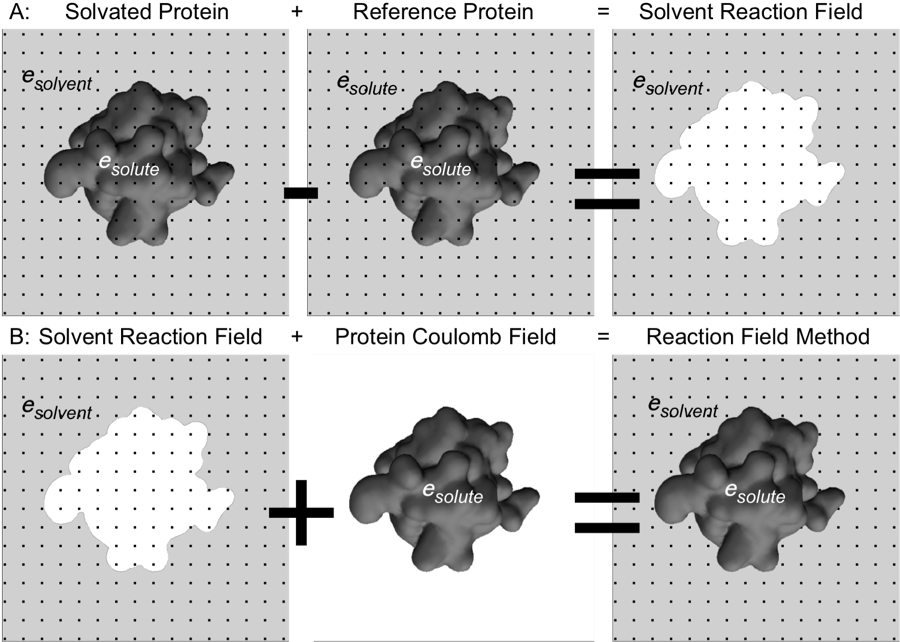 A: Solvated Protein + Reference Protein = Solvent Reaction Field
esolvent esolute esolvent
esolute esolute
B: Solvent Reaction Field + Protein Coulomb Field = Reaction Field Method
esolvent esolvent
esolute esolute